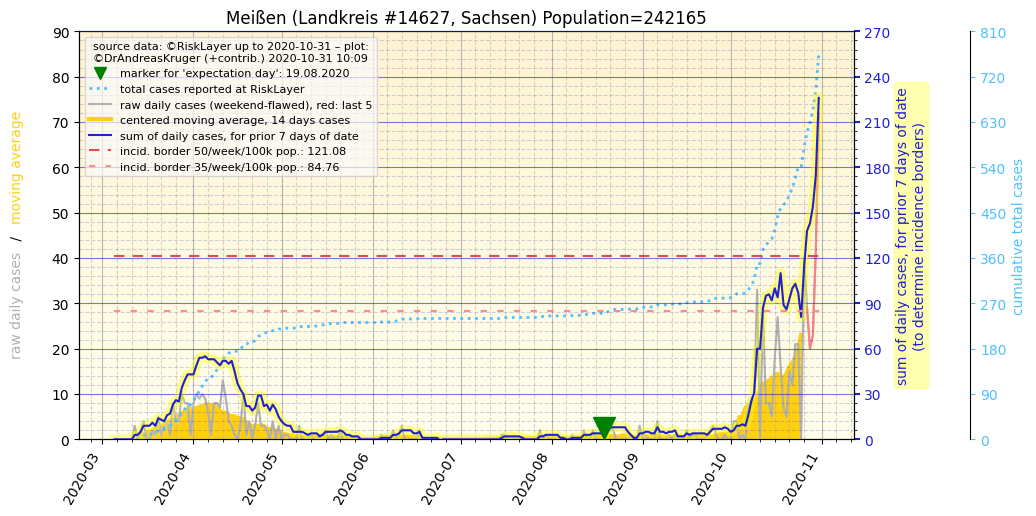 Meißen (Landkreis #14627, Sachsen) Population=242165
source data: ©RiskLayer up to 2020-10-31 – plot:
©DrAndreasKruger (+contrib.) 2020-10-31 10:09
marker for 'expectation day': 19.08.2020
total cases reported at RiskLayer
raw daily cases (weekend-flawed), red: last 5
centered moving average, 14 days cases
sum of daily cases, for prior 7 days of date
incid. border 50/week/100k pop.: 121.08
incid. border 35/week/100k pop.: 84.76
raw daily cases / moving average
90
80
70
60
50
40
30
20
10
0
2020-03
2020-04
2020-05
2020-06
2020-07
2020-08
2020-09
2020-10
2020-11
270
240
210
180
150
120
90
60
30
0
sum of daily cases, for prior 7 days of date
(to determine incidence borders)
810
720
630
540
450
360
270
180
90
0
cumulative total cases